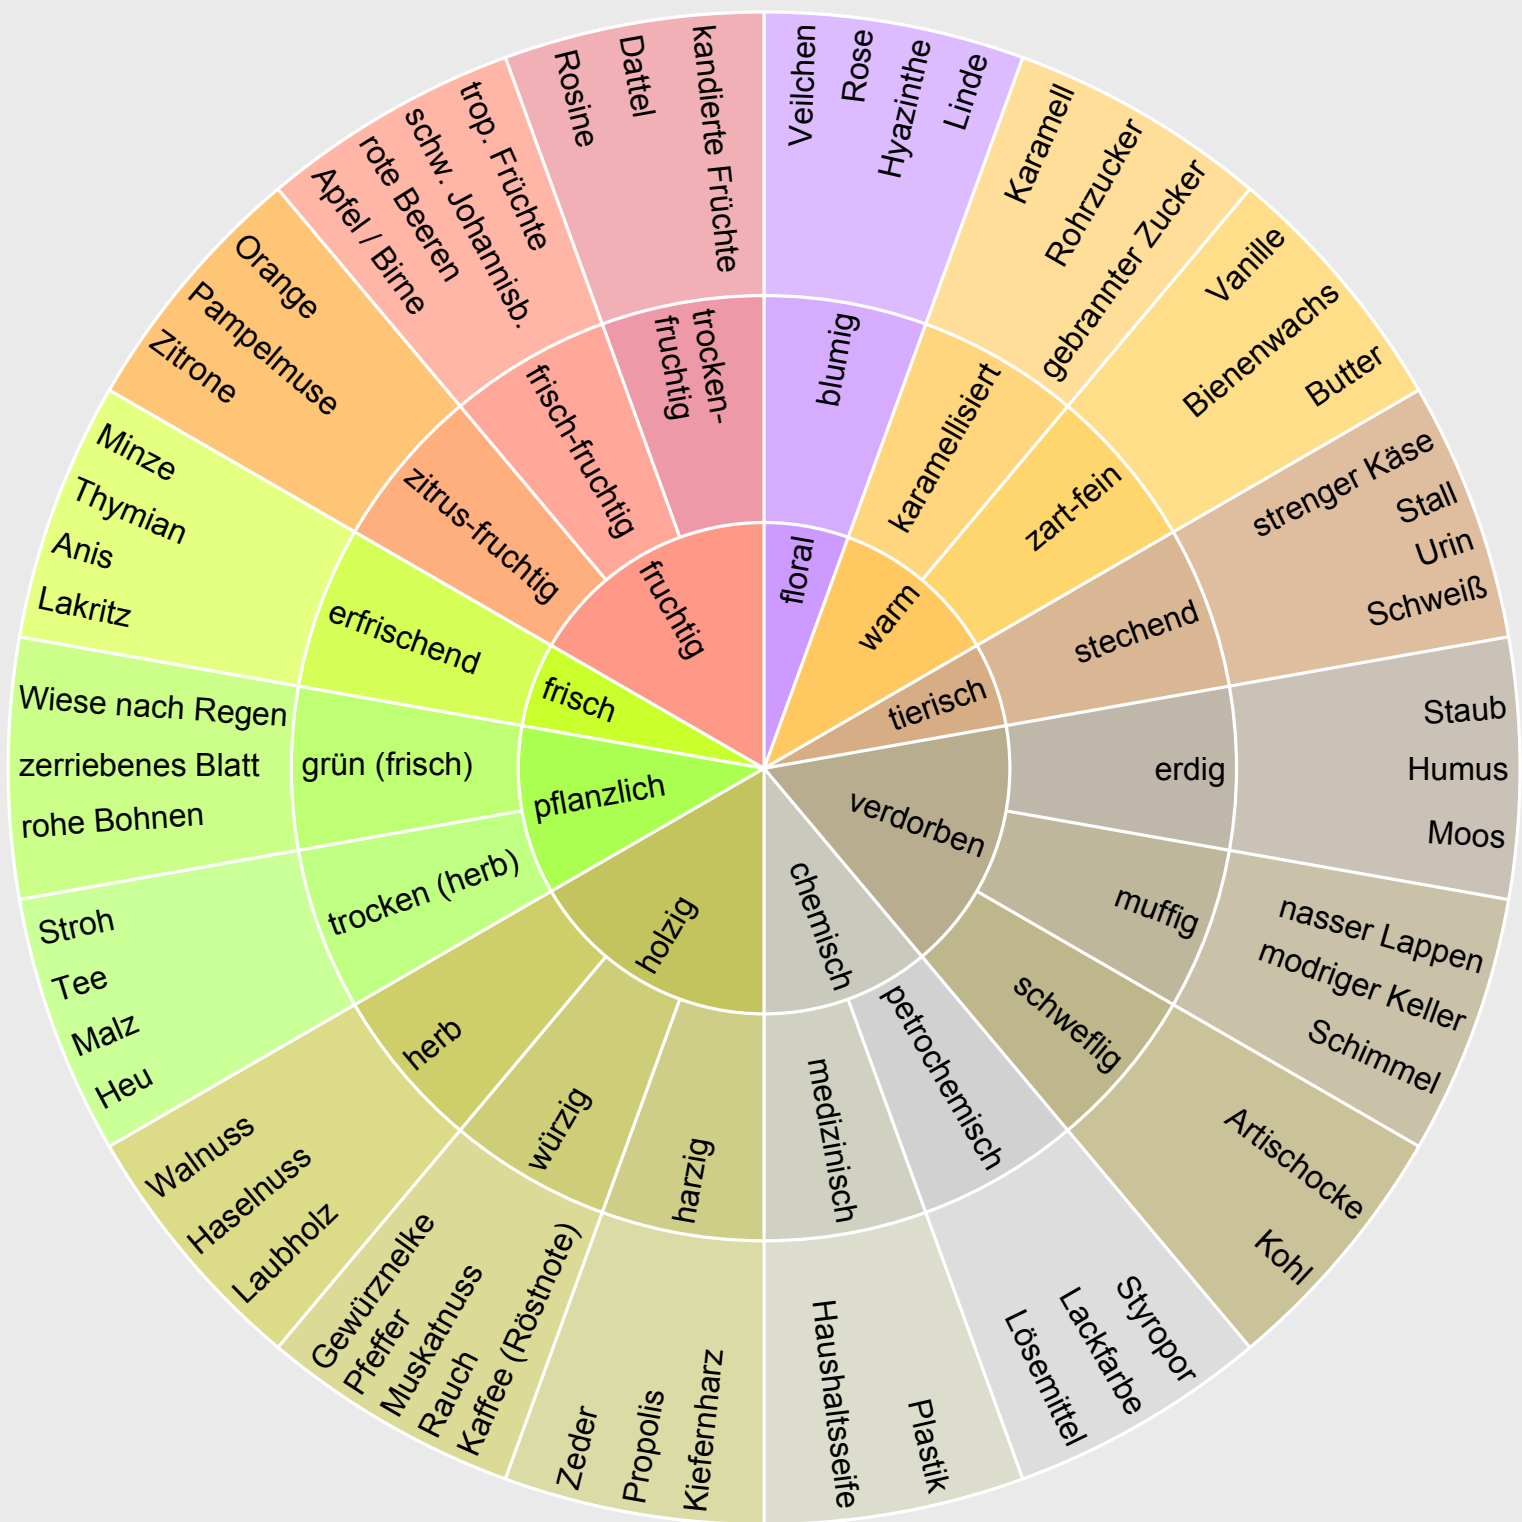 floral
blumig
Veilchen
Rose
Hyazinthe
Linde
warm
karamellisiert
Karamell
Rohrzucker
gebrannter Zucker
zart-fein
Vanille
Bienenwachs
Butter
tierisch
stechend
strenger Käse
Stall
Urin
Schweiß
verdorben
erdig
Staub
Humus
Moos
muffig
nasser Lappen
modriger Keller
Schimmel
schweflig
Artischocke
Kohl
chemisch
petrochemisch
Styropor
Lackfarbe
Lösemittel
medizinisch
Plastik
Haushaltsseife
holzig
harzig
Kiefernharz
Propolis
Zeder
würzig
Kaffee (Röstnote)
Rauch
Muskatnuss
Pfeffer
Gewürznelke
herb
Laubholz
Haselnuss
Walnuss
pflanzlich
trocken (herb)
Heu
Malz
Tee
Stroh
grün (frisch)
rohe Bohnen
zerriebenes Blatt
Wiese nach Regen
frisch
erfrischend
Lakritz
Anis
Thymian
Minze
fruchtig
zitrus-fruchtig
Zitrone
Pampelmuse
Orange
frisch-fruchtig
Apfel / Birne
rote Beeren
schw. Johannisb.
trop. Früchte
trocken-
fruchtig
Rosine
Dattel
kandierte Früchte